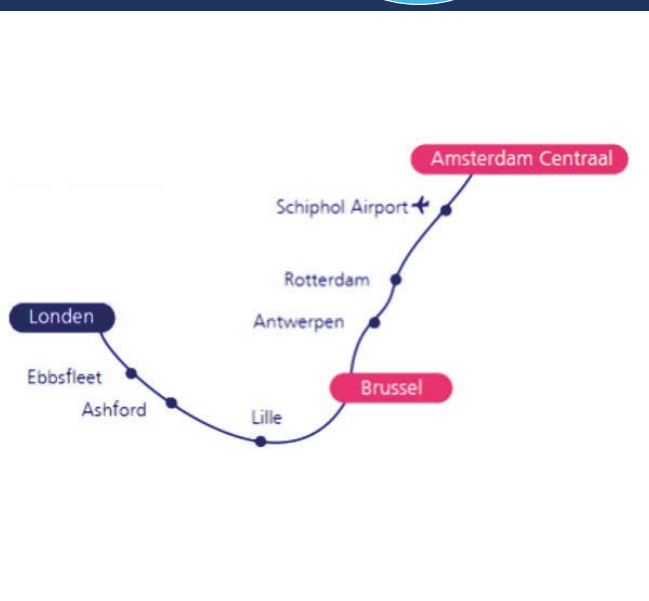 Amsterdam Centraal
Schiphol Airport
Rotterdam
Londen
Antwerpen
Ebbsfleet
Brussel
Ashford
Lille